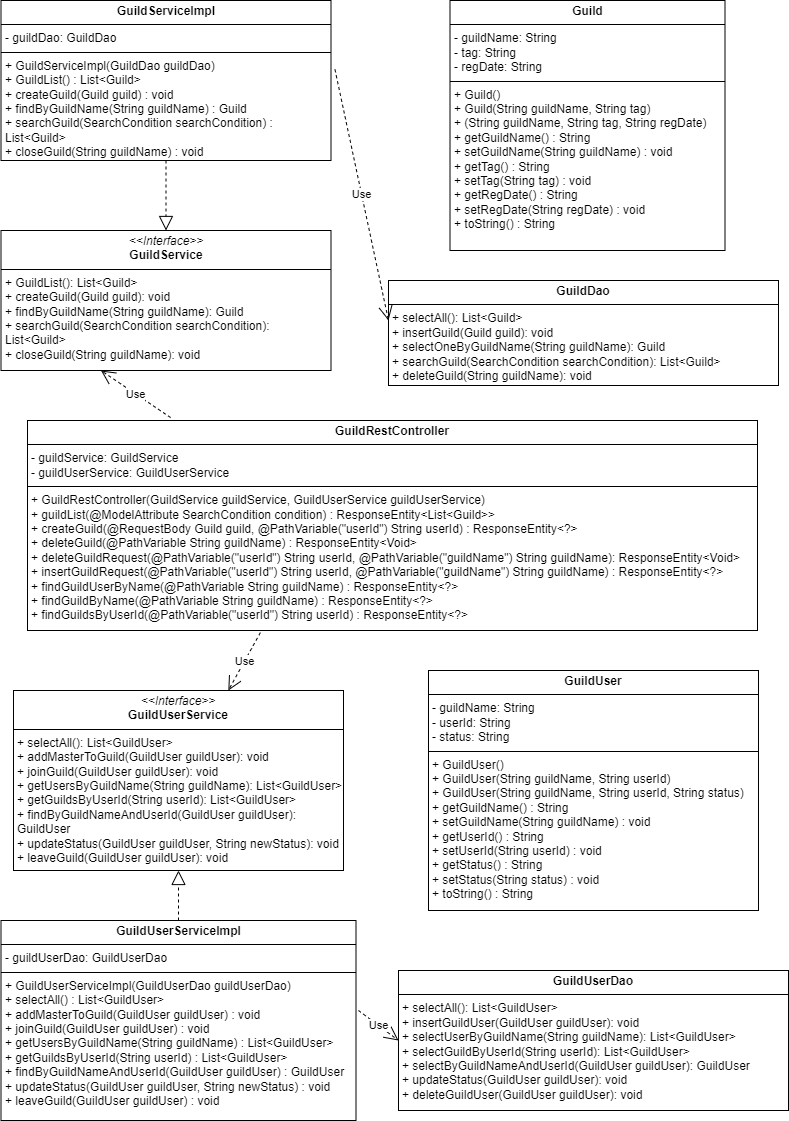 GuildServiceImpl
- guildDao: GuildDao
+ GuildServiceImpl(GuildDao guildDao)
+ GuildList() : List<Guild>
+ createGuild(Guild guild) : void
+ findByGuildName(String guildName) : Guild
+ searchGuild(SearchCondition searchCondition) :
List<Guild>
+ closeGuild(String guildName) : void
Guild
- guildName: String
- tag: String
- regDate: String
+ Guild()
+ Guild(String guildName, String tag)
+ (String guildName, String tag, String regDate)
+ getGuildName() : String
+ setGuildName(String guildName) : void
+ getTag() : String
+ setTag(String tag) : void
+ getRegDate() : String
+ setRegDate(String regDate) : void
+ toString() : String
Use
<<Interface>>
GuildService
+ GuildList(): List<Guild>
+ createGuild(Guild guild): void
+ findByGuildName(String guildName): Guild
+ searchGuild(SearchCondition searchCondition):
List<Guild>
+ closeGuild(String guildName): void
GuildDao
+ selectAll(): List<Guild>
+ insertGuild(Guild guild): void
+ selectOneByGuildName(String guildName): Guild
+ searchGuild(SearchCondition searchCondition): List<Guild>
+ deleteGuild(String guildName): void
Use
GuildRestController
- guildService: GuildService
- guildUserService: GuildUserService
+ GuildRestController(GuildService guildService, GuildUserService guildUserService)
+ guildList(@ModelAttribute SearchCondition condition) : ResponseEntity<List<Guild>>
+ createGuild(@RequestBody Guild guild, @PathVariable("userId") String userId) : ResponseEntity<?>
+ deleteGuild(@PathVariable String guildName) : ResponseEntity<Void>
+ deleteGuildRequest(@PathVariable("userId") String userId, @PathVariable("guildName") String guildName): ResponseEntity<Void>
+ insertGuildRequest(@PathVariable("userId") String userId, @PathVariable("guildName") String guildName) : ResponseEntity<?>
+ findGuildUserByName(@PathVariable String guildName) : ResponseEntity<?>
+ findGuildByName(@PathVariable String guildName) : ResponseEntity<?>
+ findGuildsByUserId(@PathVariable("userId") String userId) : ResponseEntity<?>
Use
<<Interface>>
GuildUserService
+ selectAll(): List<GuildUser>
+ addMasterToGuild(GuildUser guildUser): void
+ joinGuild(GuildUser guildUser): void
+ getUsersByGuildName(String guildName): List<GuildUser>
+ getGuildsByUserId(String userId): List<GuildUser>
+ findByGuildNameAndUserId(GuildUser guildUser):
GuildUser
+ updateStatus(GuildUser guildUser, String newStatus): void
+ leaveGuild(GuildUser guildUser): void
GuildUser
- guildName: String
- userId: String
- status: String
+ GuildUser()
+ GuildUser(String guildName, String userId)
+ GuildUser(String guildName, String userId, String status)
+ getGuildName() : String
+ setGuildName(String guildName) : void
+ getUserId() : String
+ setUserId(String userId) : void
+ getStatus() : String
+ setStatus(String status) : void
+ toString() : String
GuildUserServiceImpl
- guildUserDao: GuildUserDao
+ GuildUserServiceImpl(GuildUserDao guildUserDao)
+ selectAll() : List<GuildUser>
+ addMasterToGuild(GuildUser guildUser) : void
+ joinGuild(GuildUser guildUser) : void
+ getUsersByGuildName(String guildName) : List<GuildUser>
+ getGuildsByUserId(String userId) : List<GuildUser>
+ findByGuildNameAndUserId(GuildUser guildUser) : GuildUser
+ updateStatus(GuildUser guildUser, String newStatus) : void
+ leaveGuild(GuildUser guildUser) : void
Use
GuildUserDao
+ selectAll(): List<GuildUser>
+ insertGuildUser(GuildUser guildUser): void
+ selectUserByGuildName(String guildName): List<GuildUser>
+ selectGuildByUserId(String userId): List<GuildUser>
+ selectByGuildNameAndUserId(GuildUser guildUser): GuildUser
+ updateStatus(GuildUser guildUser): void
+ deleteGuildUser(GuildUser guildUser): void